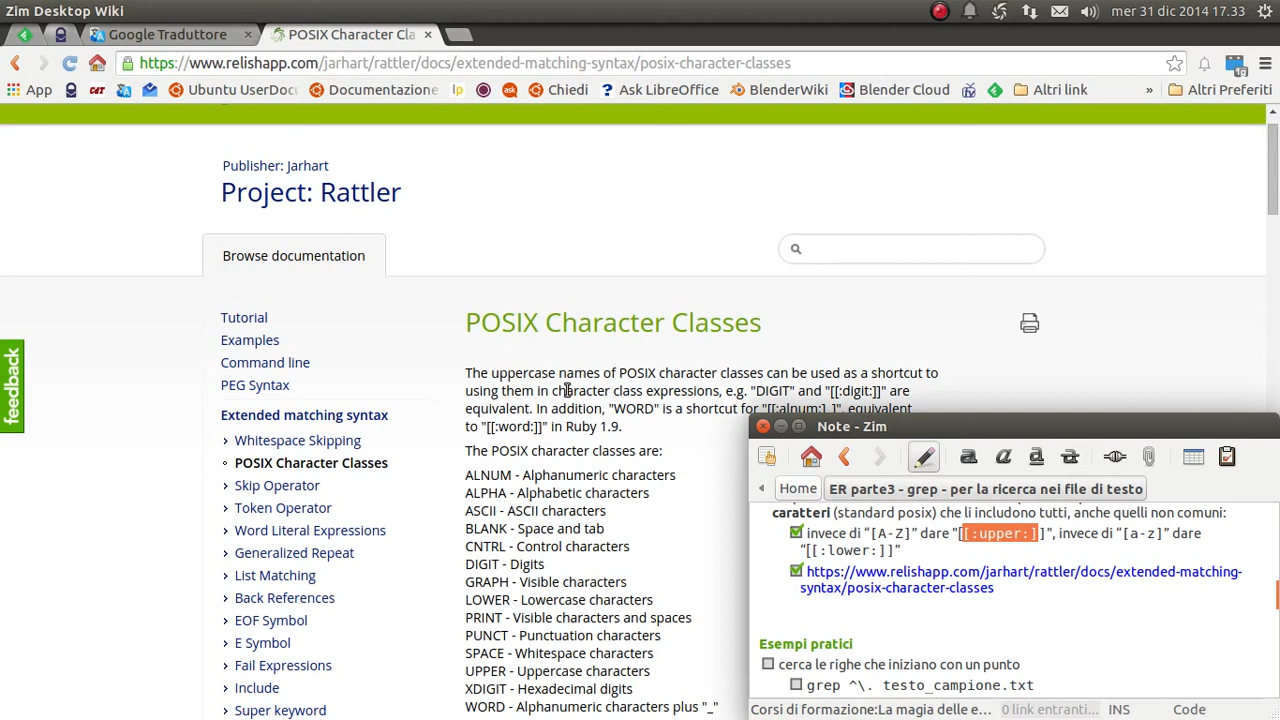 Zim Desktop Wiki
mer 31 dic 2014 17.33
Google Traduttore
POSIX Character Cla
https://www.relishapp.com/jarhart/rattler/docs/extended-matching-syntax/posix-character-classes
App
Ubuntu UserDocu
Documentazione
lp
ask
Chiedi
? Ask LibreOffice
BlenderWiki
Blender Cloud
Altri link
»
Altri Preferiti
Publisher: Jarhart
Project: Rattler
Browse documentation
feedback
Tutorial
Examples
Command line
PEG Syntax
Extended matching syntax
Whitespace Skipping
POSIX Character Classes
Skip Operator
Token Operator
Word Literal Expressions
Generalized Repeat
List Matching
Back References
EOF Symbol
E Symbol
Fail Expressions
Include
Super keyword
POSIX Character Classes
The uppercase names of POSIX character classes can be used as a shortcut to
using them in character class expressions, e.g. "DIGIT" and "[[:digit:]]" are
equivalent. In addition, "WORD" is a shortcut for "[[:alnum:]_]", equivalent
to "[[:word:]]" in Ruby 1.9.
The POSIX character classes are:
ALNUM - Alphanumeric characters
ALPHA - Alphabetic characters
ASCII - ASCII characters
BLANK - Space and tab
CNTRL - Control characters
DIGIT - Digits
GRAPH - Visible characters
LOWER - Lowercase characters
PRINT - Visible characters and spaces
PUNCT - Punctuation characters
SPACE - Whitespace characters
UPPER - Uppercase characters
XDIGIT - Hexadecimal digits
WORD - Alphanumeric characters plus "_"
Note - Zim
Home
ER parte3 - grep - per la ricerca nei file di testo
caratteri (standard posix) che li includono tutti, anche quelli non comuni:
invece di “[A-Z]” dare "[[:upper:]]", invece di “[a-z]” dare
“[[:lower:]]”
https://www.relishapp.com/jarhart/rattler/docs/extended-matching-
syntax/posix-character-classes
Esempi pratici
cerca le righe che iniziano con un punto
grep ^\. testo_campione.txt
Corsi di formazione:La magia delle e...
0 link entranti...
INS
Code